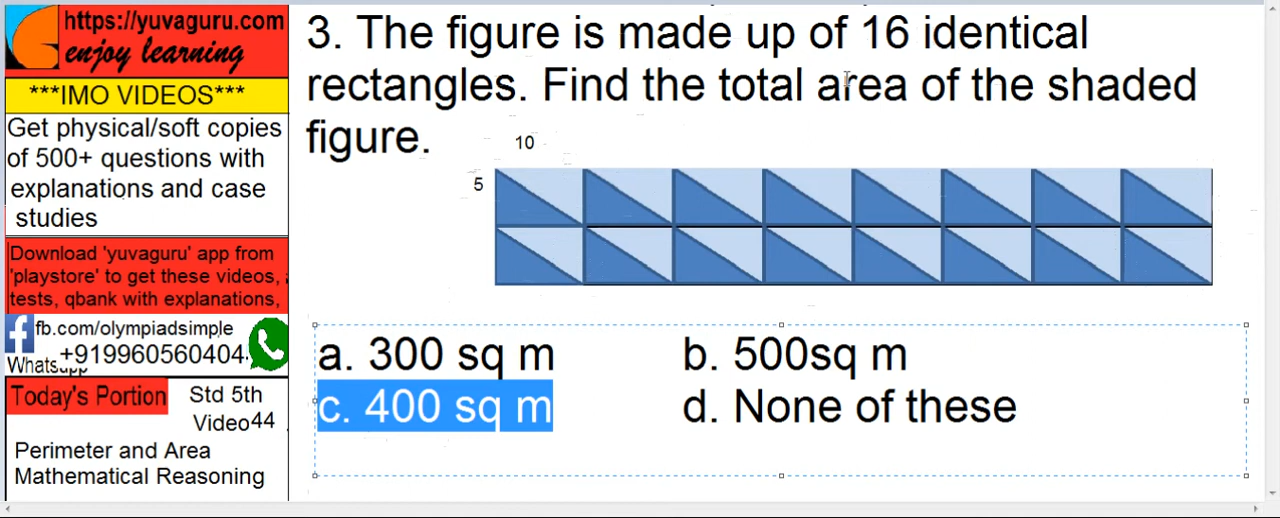 https://yuvaguru.com
enjoy learning
***IMO VIDEOS***
Get physical/soft copies
of 500+ questions with
explanations and case
studies
Download 'yuvaguru' app from
'playstore' to get these videos,
tests, qbank with explanations,
fb.com/olympiadsimple
+919960560404
Whatsupp
Today's Portion
Std 5th
Video44
Perimeter and Area
Mathematical Reasoning
3. The figure is made up of 16 identical
rectangles. Find the total area of the shaded
figure.
10
5
a. 300 sq m
b. 500sq m
c. 400 sq m
d. None of these